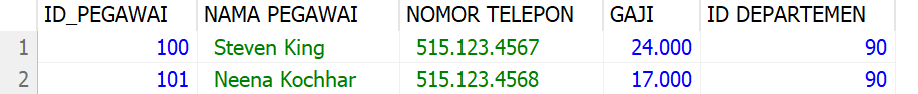 ID_PEGAWAI NAMA PEGAWAI NOMOR TELEPON GAJI ID DEPARTEMEN
1 100 Steven King 515.123.4567 24.000 90
2 101 Neena Kochhar 515.123.4568 17.000 90